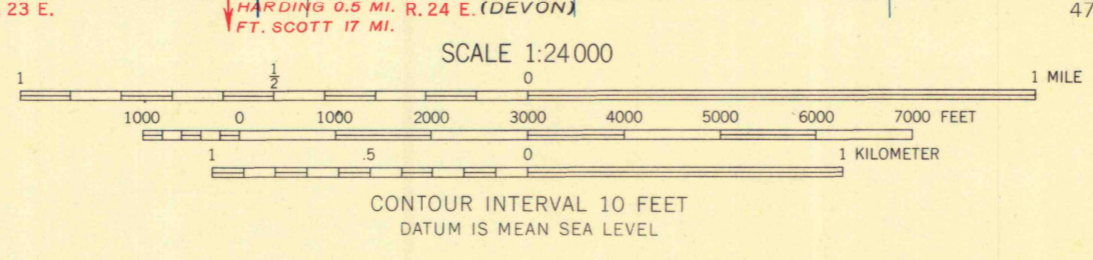 23 E.
HARDING 0.5 MI. R. 24 E. (DEVON)
47
FT. SCOTT 17 MI.
SCALE 1:24 000
1 1/2 0 1 MILE
1000 0 1000 2000 3000 4000 5000 6000 7000 FEET
1 .5 0 1 KILOMETER
CONTOUR INTERVAL 10 FEET
DATUM IS MEAN SEA LEVEL